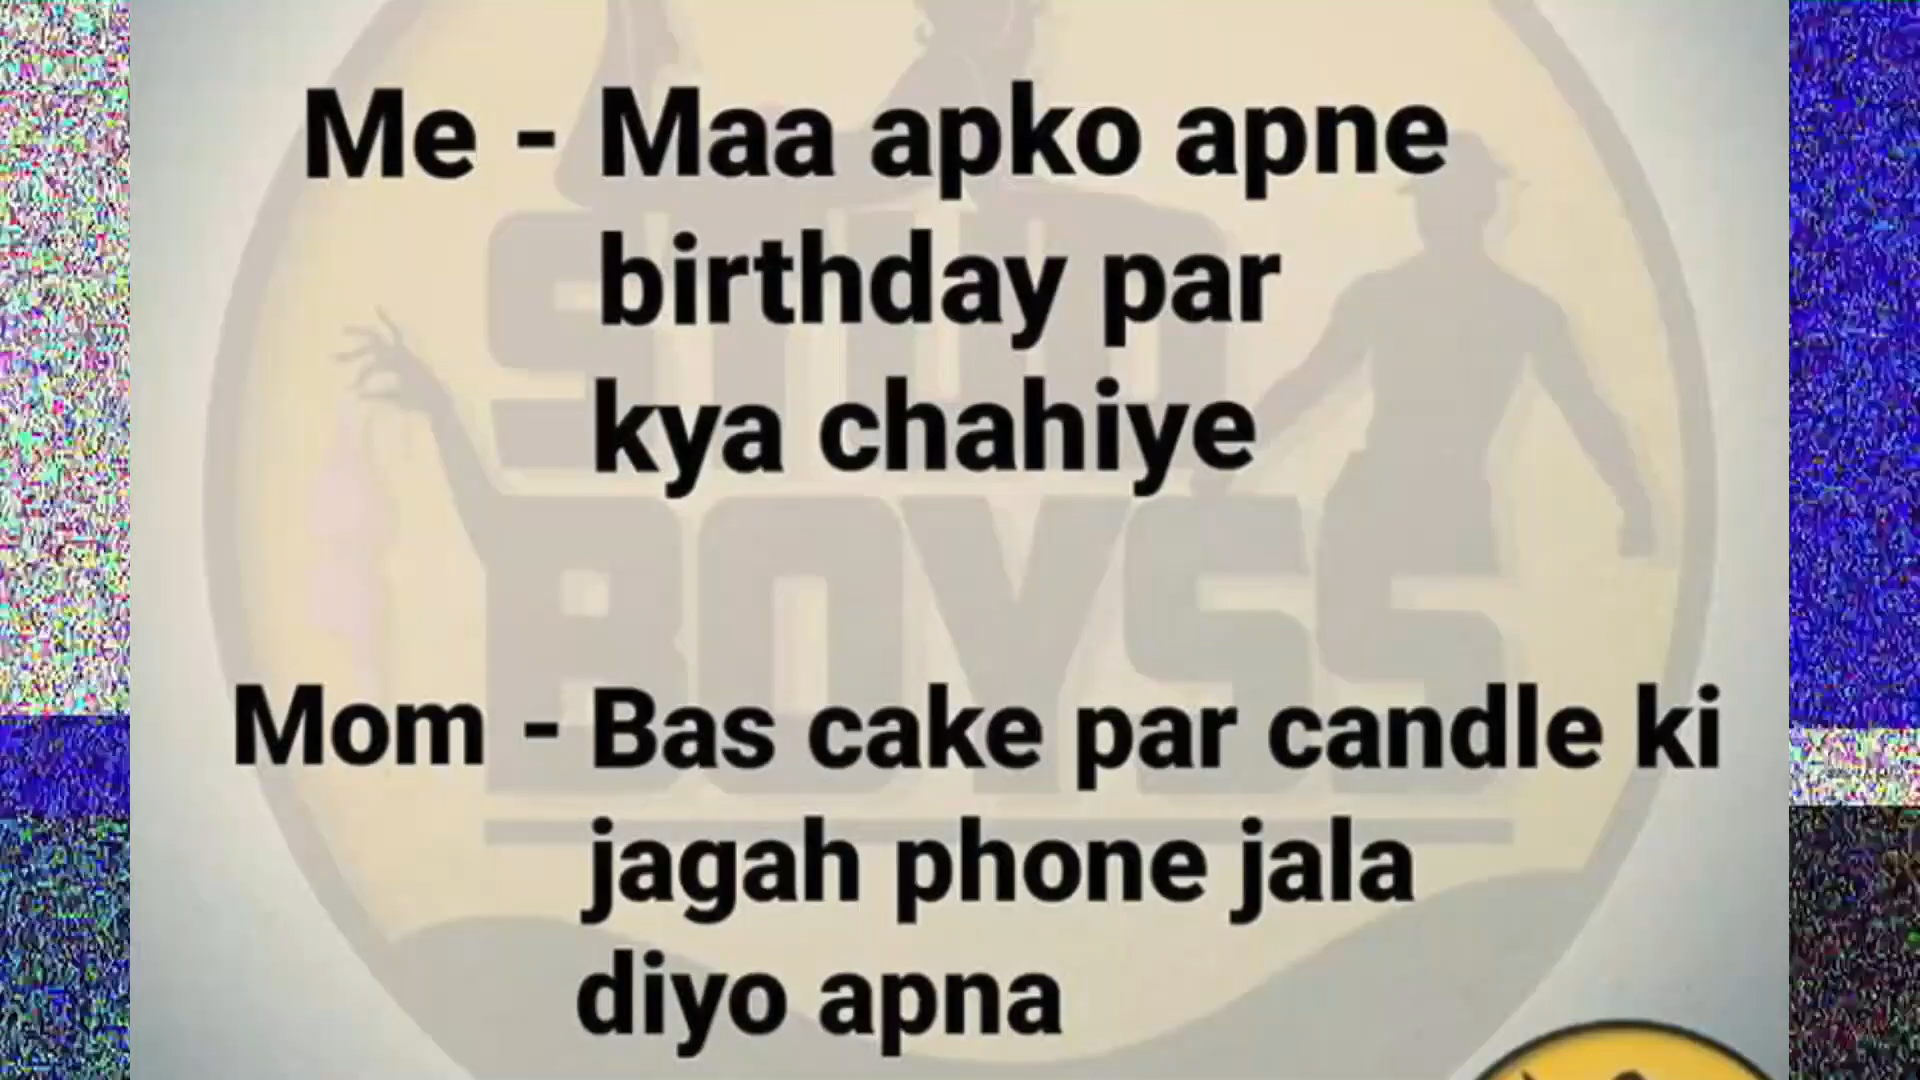 Me - Maa apko apne
birthday par
kya chahiye
Mom - Bas cake par candle ki
jagah phone jala
diyo apna
BOYSS